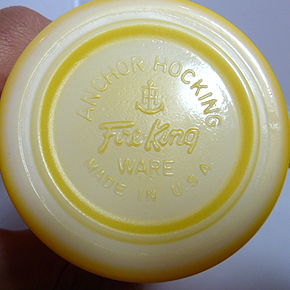 ANCHOR HOCKING
Fire King
WARE
MADE IN U.S.A